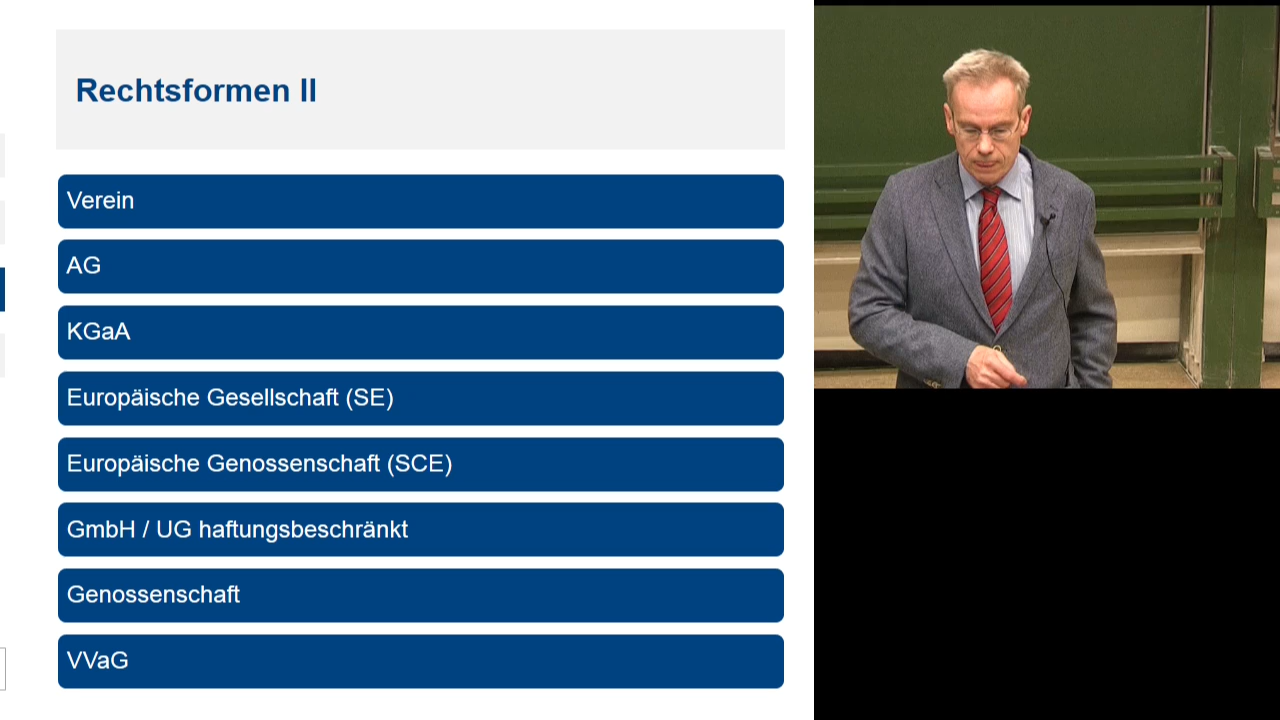 Rechtsformen II
Verein
AG
KGaA
Europäische Gesellschaft (SE)
Europäische Genossenschaft (SCE)
GmbH / UG haftungsbeschränkt
Genossenschaft
VVaG